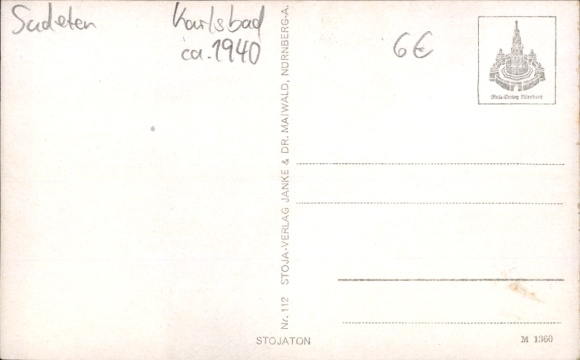 Sudeten
Karlsbad
ca. 1940
6€
Nr. 112 STOJA-VERLAG JANKE & DR. MAIWALD, NÜRNBERG-A.
STOJATON
M 1360